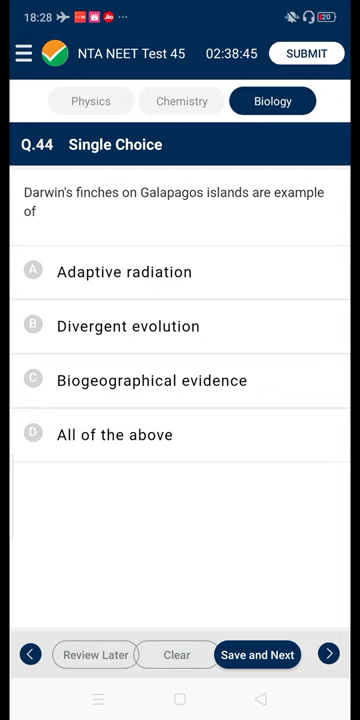 18:28
20
NTA NEET Test 45 02:38:45 SUBMIT
Physics Chemistry Biology
Q.44 Single Choice
Darwin's finches on Galapagos islands are example
of
A Adaptive radiation
B Divergent evolution
C Biogeographical evidence
D All of the above
Review Later Clear Save and Next